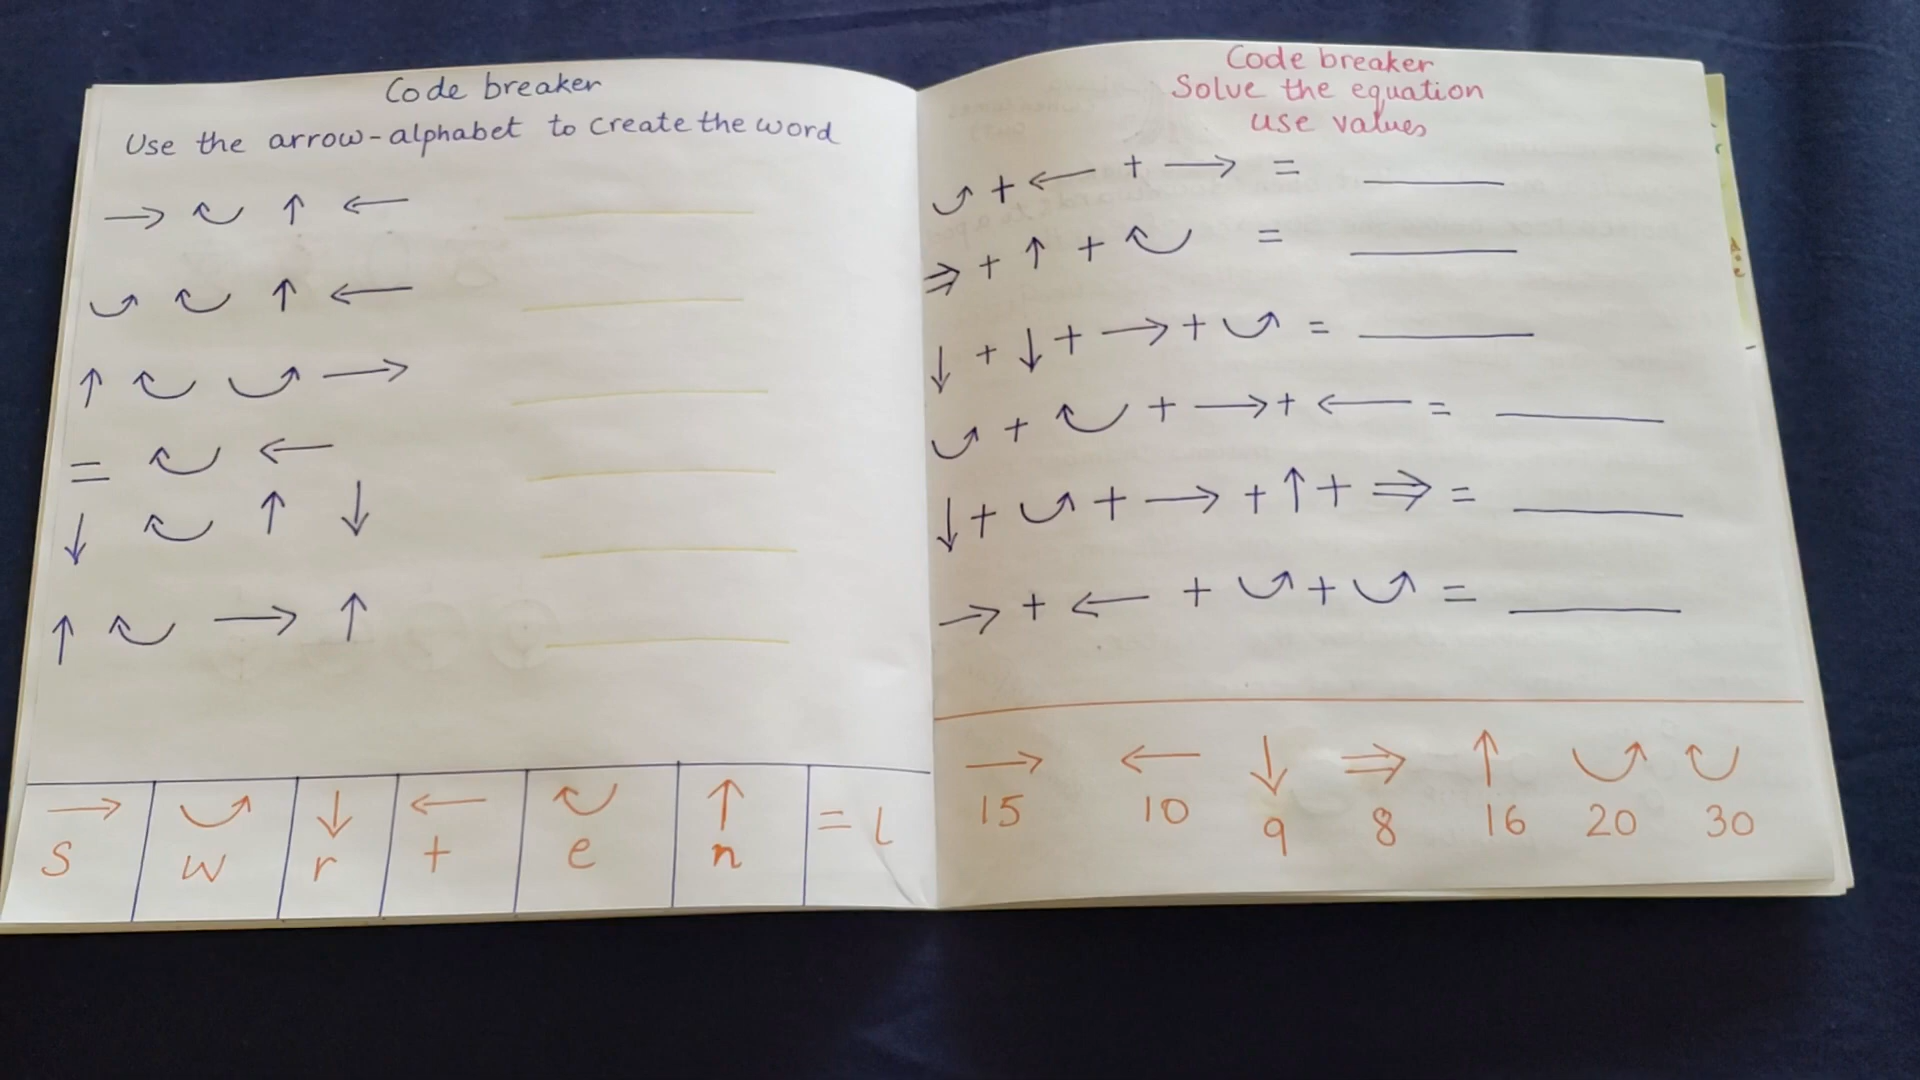 Code breaker
Use the arrow-alphabet to create the word
→ ⤹ ↑ ←
⤻ ⤹ ↑ ←
↑ ⤹ ⤻ →
= ⤹ ←
↓ ⤹ ↑ ↓
↑ ⤹ → ↑
→ ⤻ ↓ ← ⤹ ↑ = l
s w r t e n
Code breaker
Solve the equation
use values
⤻ + ← + → =
⇒ + ↑ + ⤹ =
↓ + ↓ + → + ⤻ =
⤻ + ⤹ + → + ← =
↓ + ⤻ + → + ↑ + ⇒ =
→ + ← + ⤻ + ⤻ =
→ ← ↓ ⇒ ↑ ⤻ ⤹
15 10 9 8 16 20 30